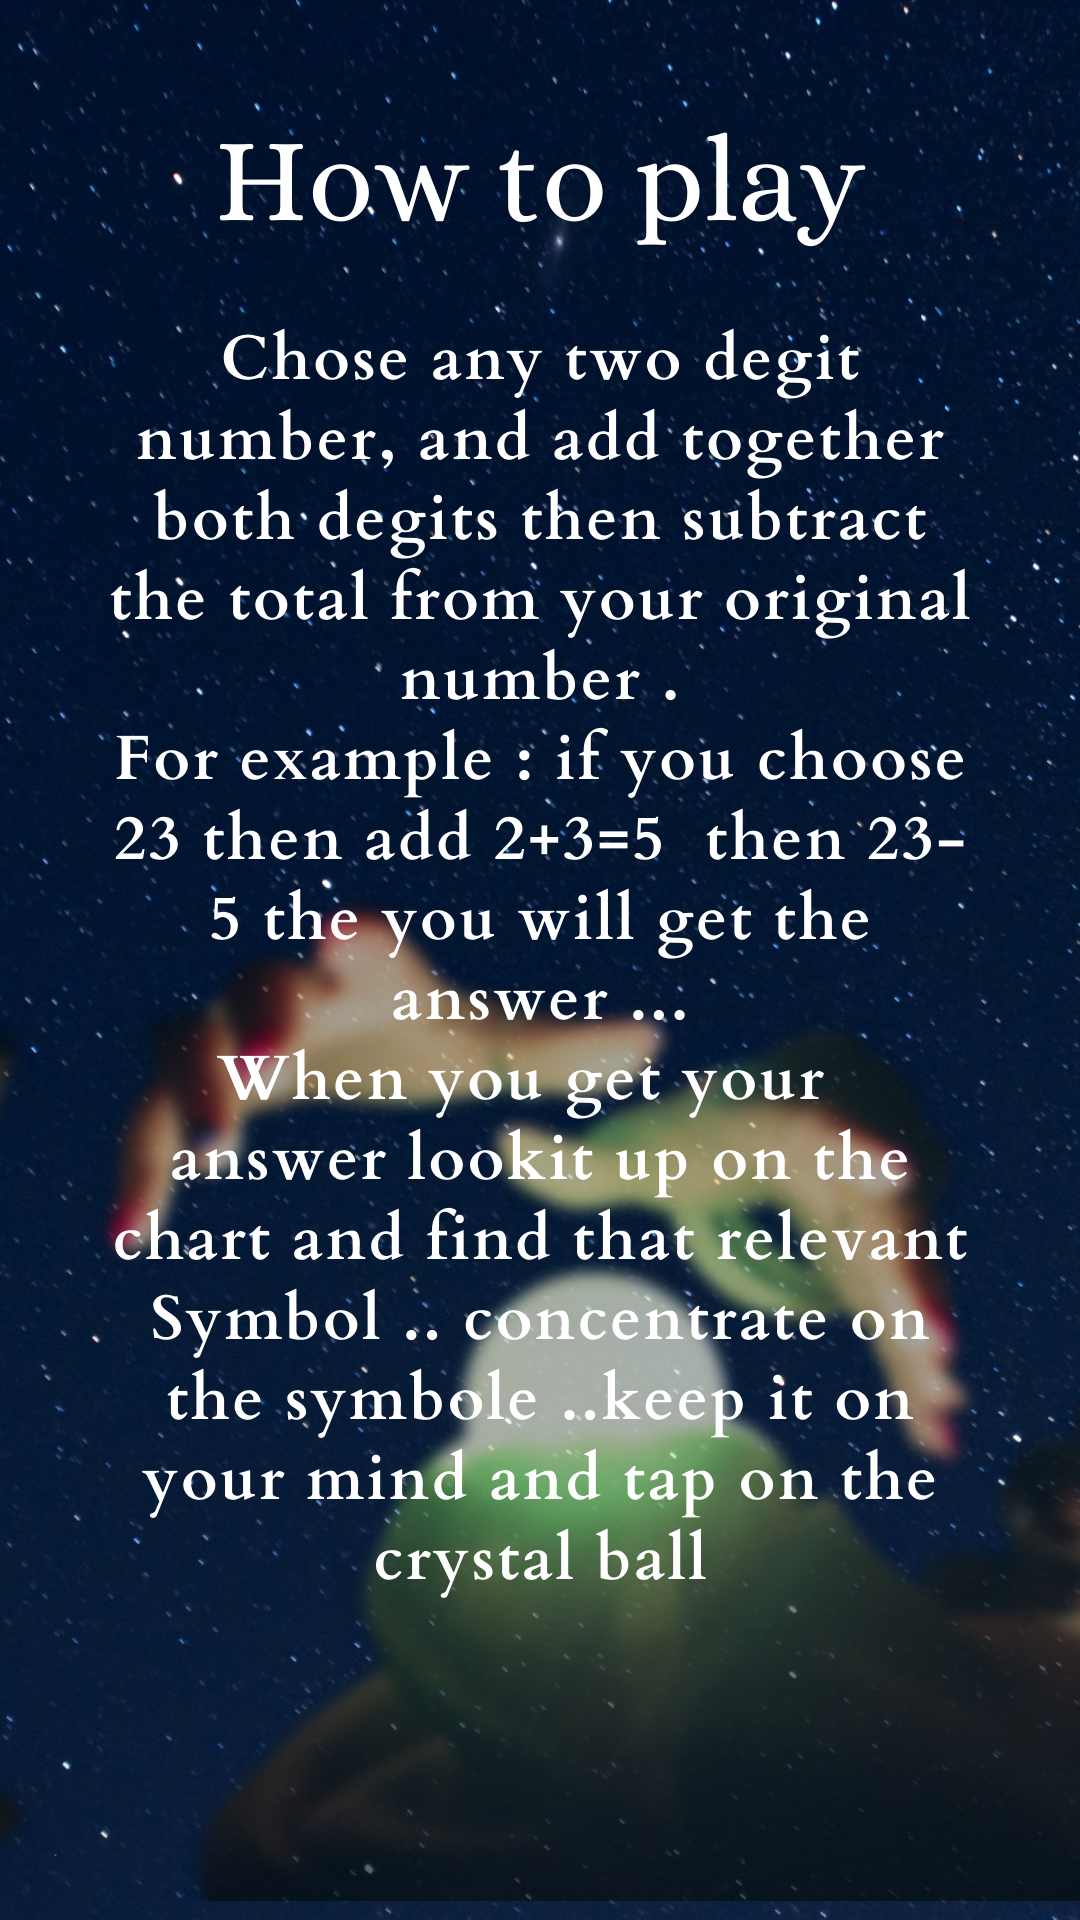 How to play
Chose any two degit
number, and add together
both degits then subtract
the total from your original
number .
For example : if you choose
23 then add 2+3=5  then 23-
5 the you will get the
answer ...
When you get your
answer lookit up on the
chart and find that relevant
Symbol .. concentrate on
the symbole ..keep it on
your mind and tap on the
crystal ball